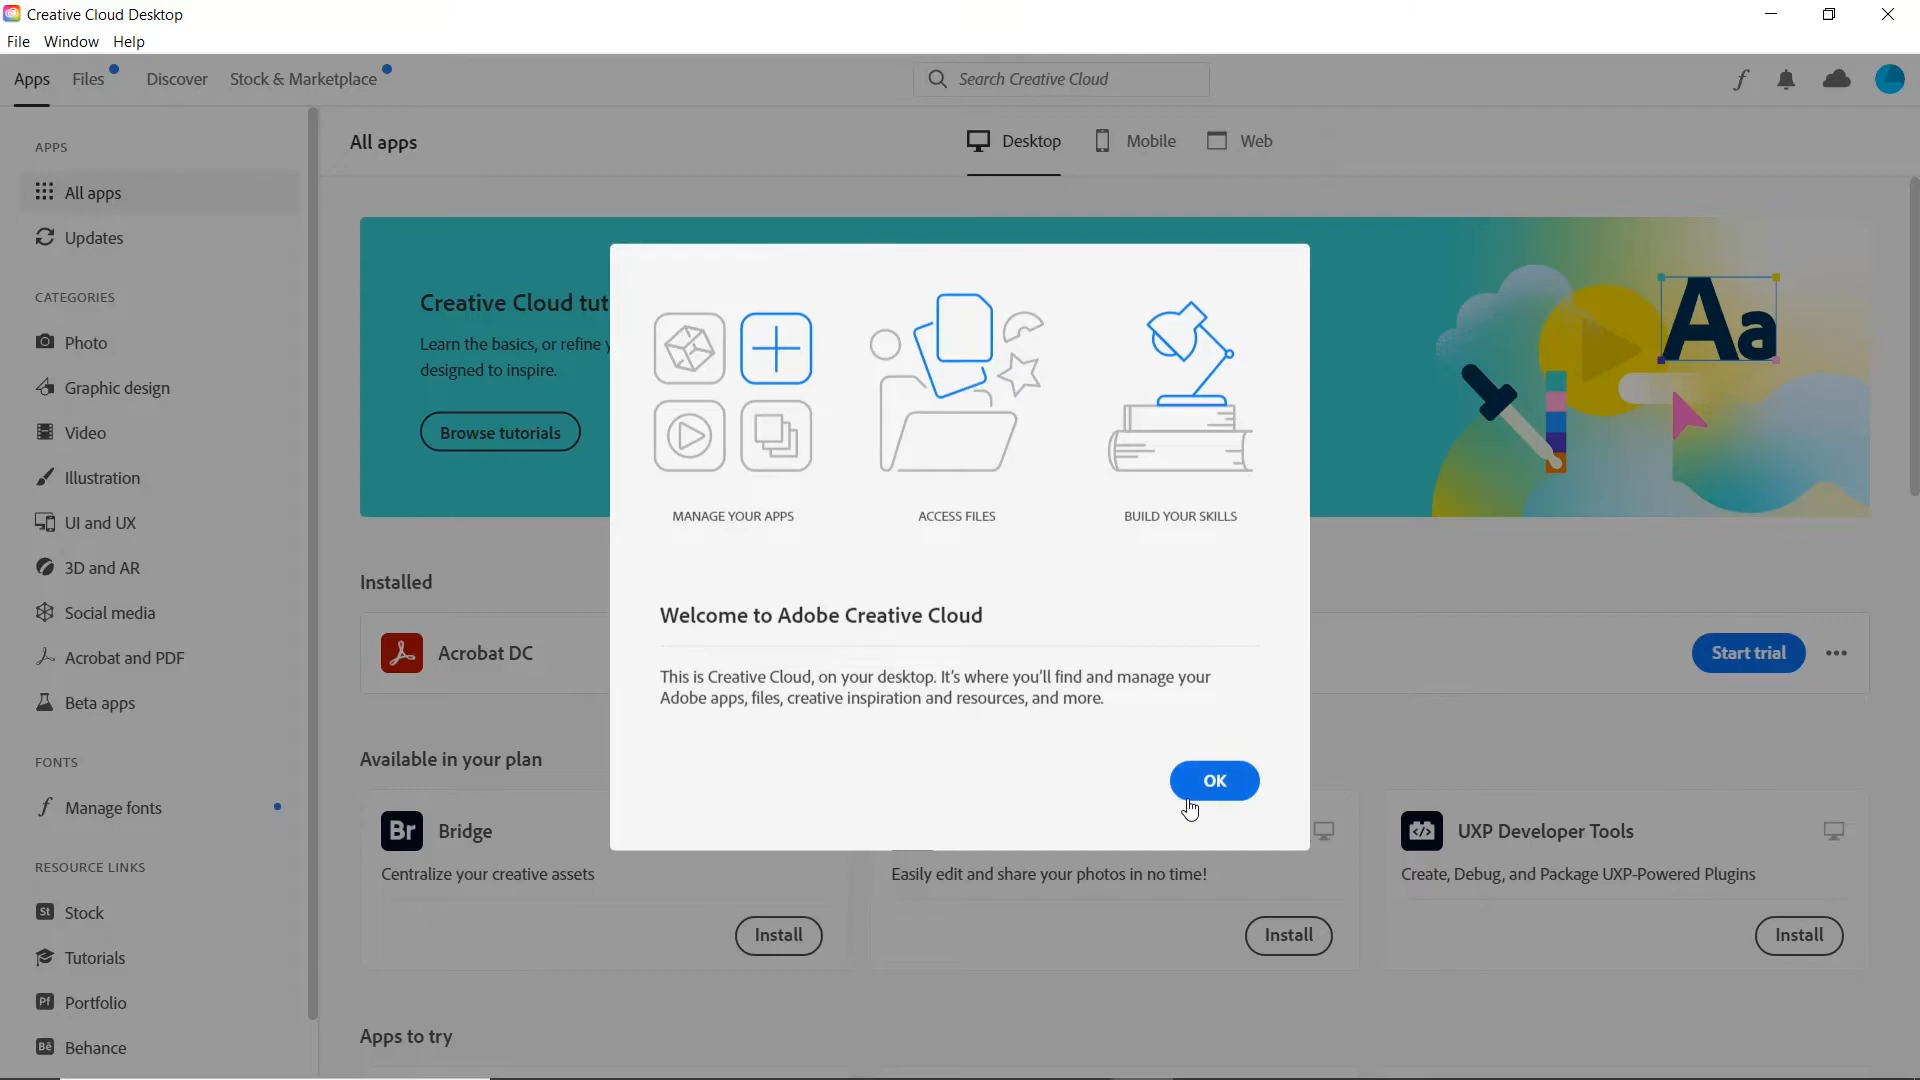 Creative Cloud Desktop
File Window Help
Apps Files Discover Stock & Marketplace
Search Creative Cloud
APPS
All apps
Updates
CATEGORIES
Photo
Graphic design
Video
Illustration
UI and UX
3D and AR
Social media
Acrobat and PDF
Beta apps
FONTS
Manage fonts
RESOURCE LINKS
St Stock
Tutorials
Pf Portfolio
Bē Behance
All apps
Desktop Mobile Web
Creative Cloud tut
Learn the basics, or refine
designed to inspire.
Browse tutorials
Aa
MANAGE YOUR APPS
ACCESS FILES
BUILD YOUR SKILLS
Welcome to Adobe Creative Cloud
This is Creative Cloud, on your desktop. It's where you'll find and manage your
Adobe apps, files, creative inspiration and resources, and more.
OK
Installed
Acrobat DC
Start trial
Available in your plan
Br Bridge
Centralize your creative assets
Install
Easily edit and share your photos in no time!
Install
UXP Developer Tools
Create, Debug, and Package UXP-Powered Plugins
Install
Apps to try